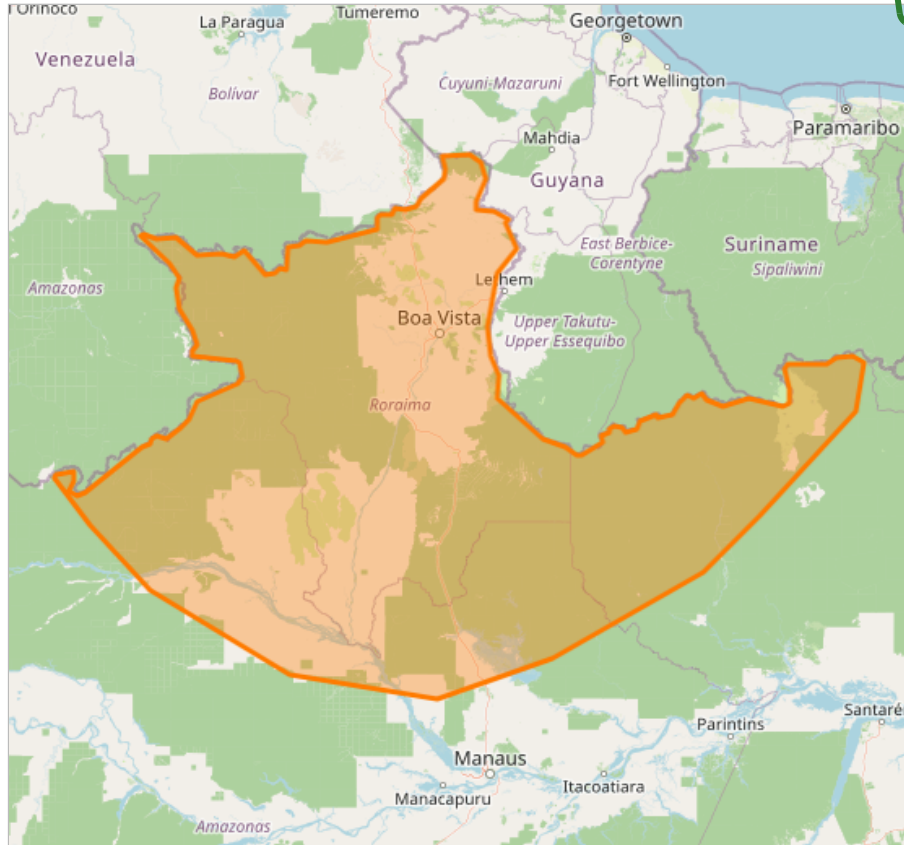 Orinoco
La Paragua
Tumeremo
Georgetown
Venezuela
Cuyuni-Mazaruni
Fort Wellington
Bolívar
Mahdia
Paramaribo
Guyana
East Berbice-
Corentyne
Suriname
Sipaliwini
Amazonas
Lethem
Boa Vista
Upper Takutu-
Upper Essequibo
Roraima
Santaré
Parintins
Manaus
Itacoatiara
Manacapuru
Amazonas